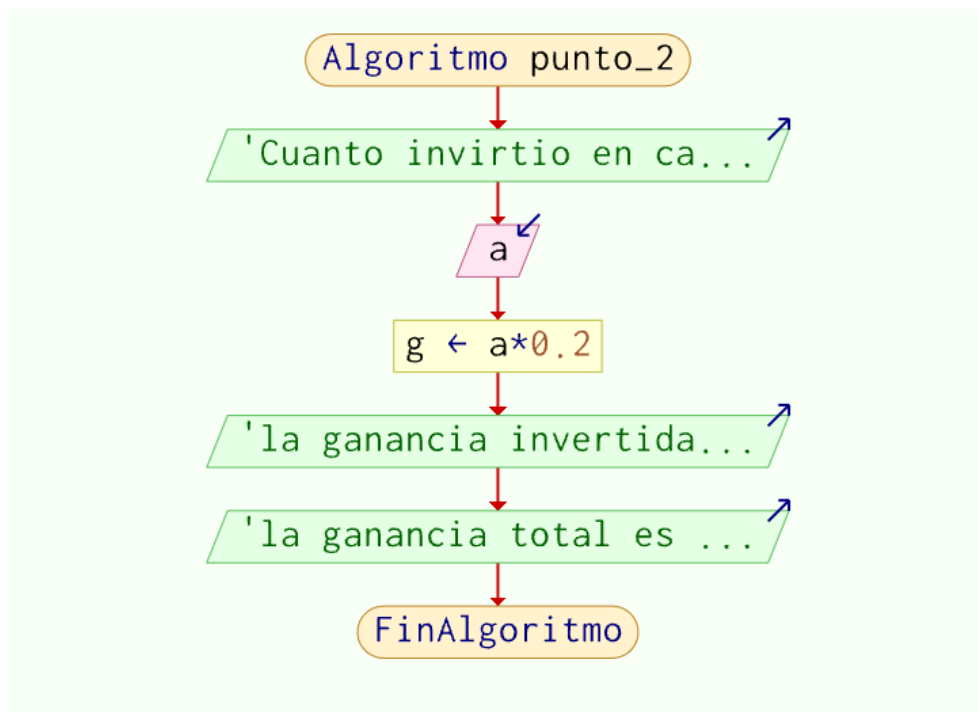 Algoritmo punto_2
'Cuanto invirtio en ca...
a
g ← a*0.2
'la ganancia invertida...
'la ganancia total es ...
FinAlgoritmo